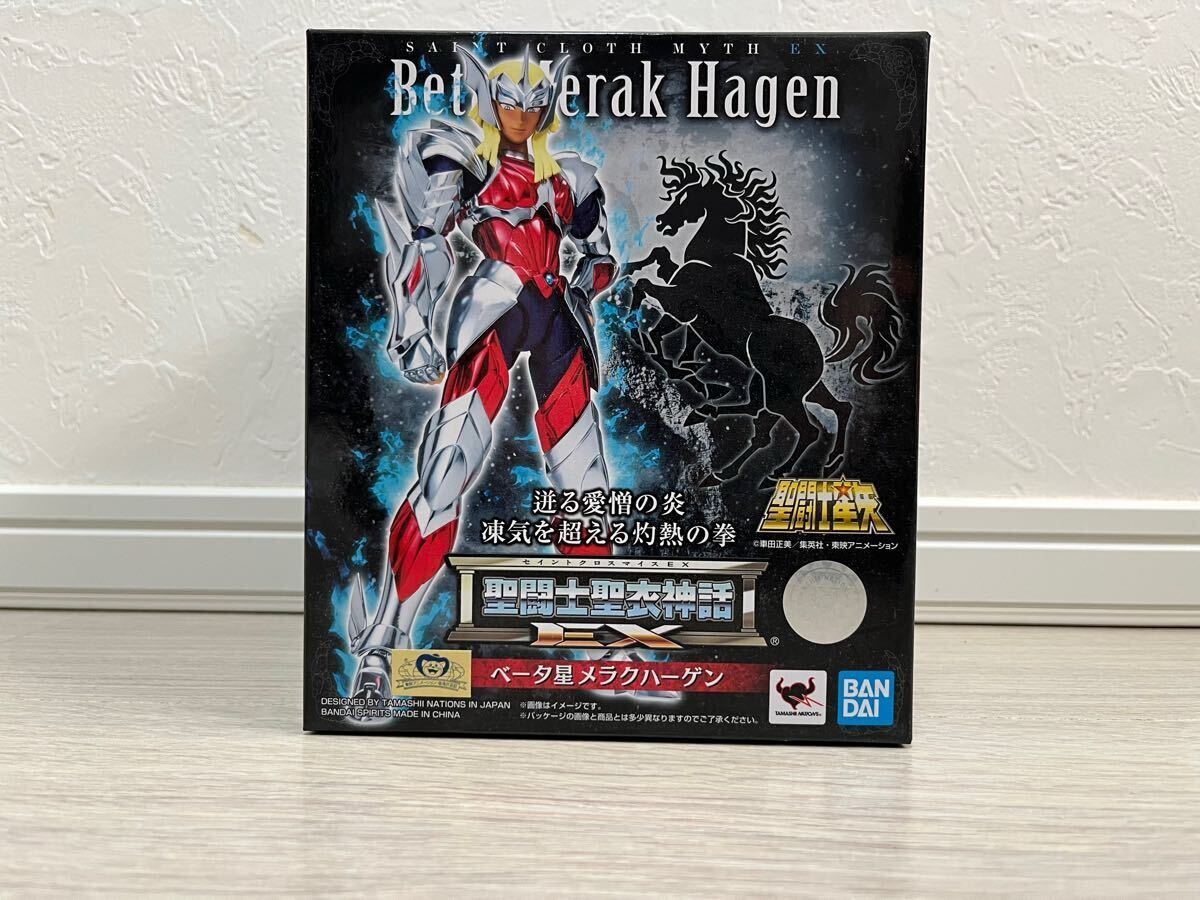 SAINT CLOTH MYTH EX
Beta Merak Hagen
迸る愛憎の炎
凍気を超える灼熱の拳
聖闘士星矢
©車田正美/集英社・東映アニメーション
セイントクロスマイスEX
聖闘士聖衣神話
EX®
ベータ星 メラクハーゲン
DESIGNED BY TAMASHII NATIONS IN JAPAN
BANDAI SPIRITS MADE IN CHINA
※画像はイメージです。
※パッケージの画像と商品とは多少異なりますのでご了承ください。
TAMASHII NATIONS
BAN
DAI